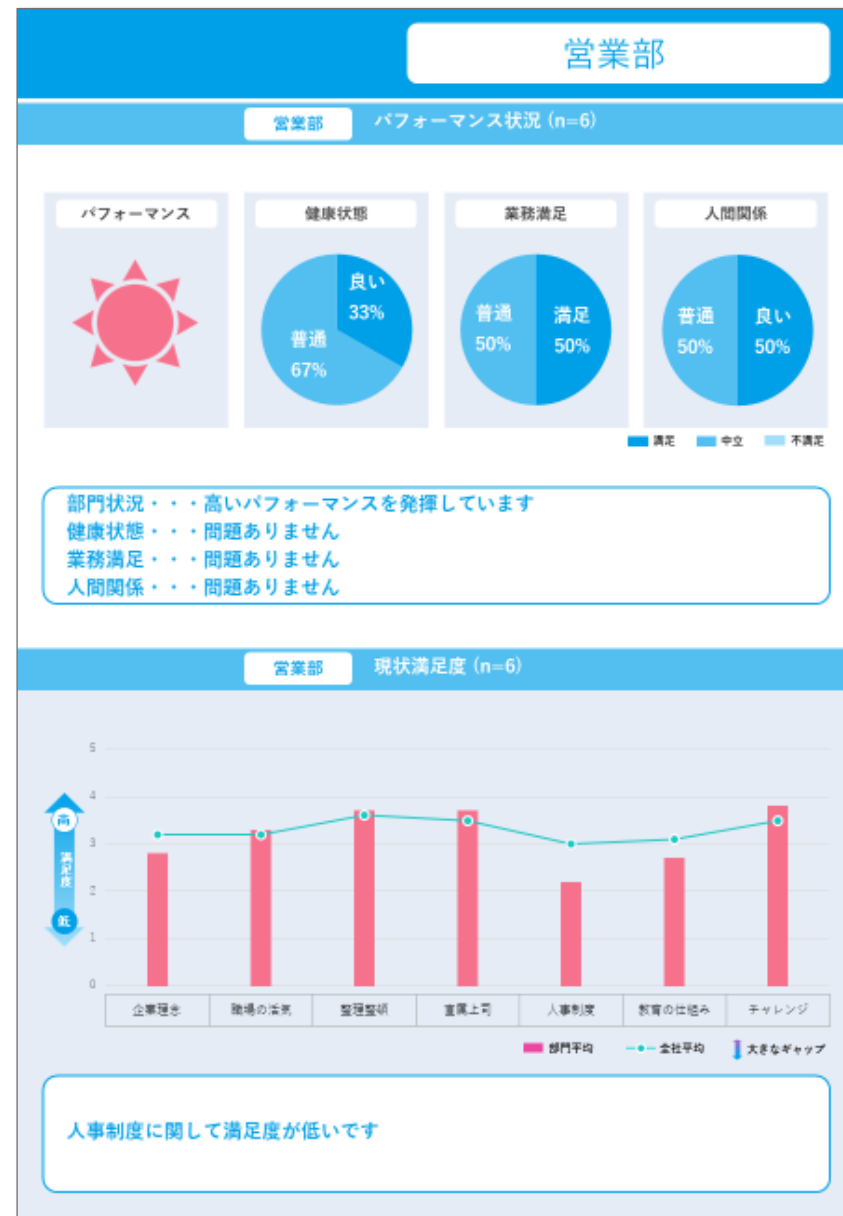 営業部
営業部 パフォーマンス状況 (n=6)
パフォーマンス 健康状態 業務満足 人間関係
良い
33%
普通
67%
普通 満足
50% 50%
普通 良い
50% 50%
満足 中立 不満足
部門状況・・・高いパフォーマンスを発揮しています
健康状態・・・問題ありません
業務満足・・・問題ありません
人間関係・・・問題ありません
営業部 現状満足度 (n=6)
5
4
高
3
満足度
2
低
1
0
企業理念 職場の活気 整理整頓 直属上司 人事制度 教育の仕組み チャレンジ
部門平均 全社平均 大きなギャップ
人事制度に関して満足度が低いです